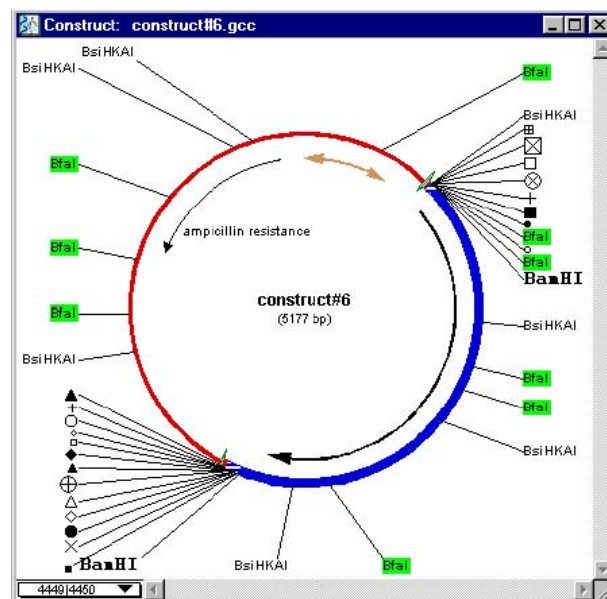 Construct: construct#6.gcc
BsiHKAI
BsiHKAI
BfaI
BsiHKAI
BfaI
ampicillin resistance
BfaI
BfaI
BfaI
BamHI
construct#6
(5177 bp)
BfaI
BsiHKAI
BsiHKAI
BfaI
BfaI
BsiHKAI
BamHI
BsiHKAI
BfaI
4449|4450